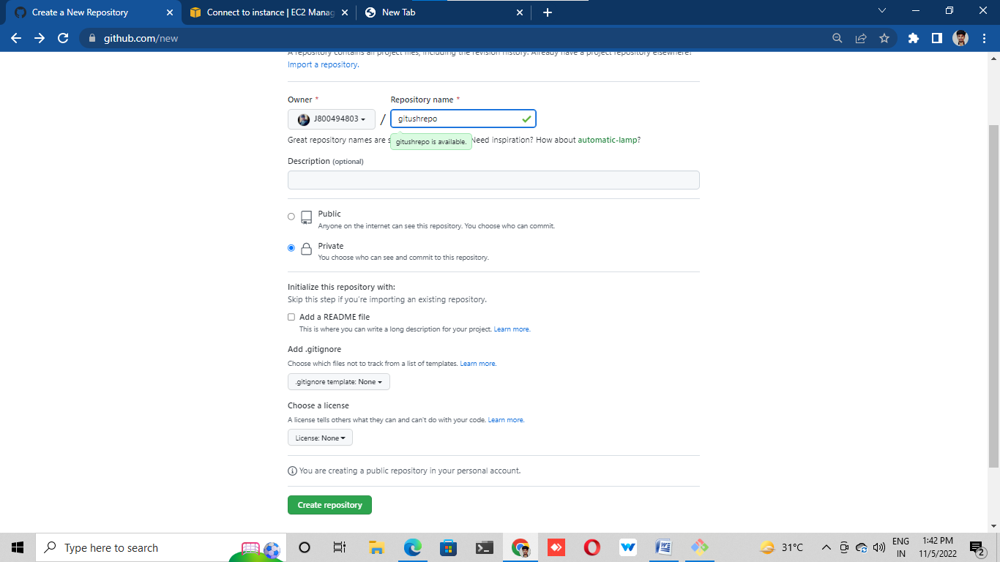 Create a New Repository
Connect to instance | EC2 Manag
New Tab
github.com/new
A repository contains all project files, including the revision history. Already have a project repository elsewhere?
Import a repository.
Owner * Repository name *
J800494803 / gitushrepo
Great repository names are s Need inspiration? How about automatic-lamp?
gitushrepo is available.
Description (optional)
Public
Anyone on the internet can see this repository. You choose who can commit.
Private
You choose who can see and commit to this repository.
Initialize this repository with:
Skip this step if you're importing an existing repository.
Add a README file
This is where you can write a long description for your project. Learn more.
Add .gitignore
Choose which files not to track from a list of templates. Learn more.
.gitignore template: None
Choose a license
A license tells others what they can and can't do with your code. Learn more.
License: None
You are creating a public repository in your personal account.
Create repository
Type here to search
31°C
ENG
IN
1:42 PM
11/5/2022
2